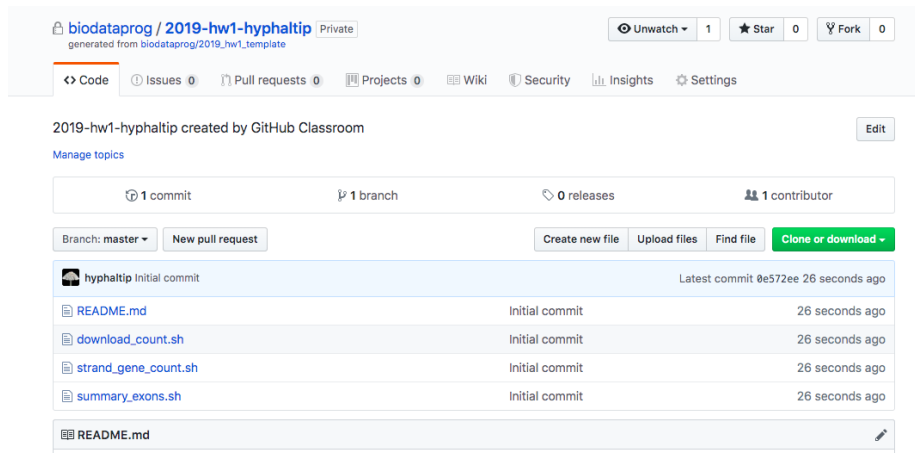 biodataprog / 2019-hw1-hyphaltip Private Unwatch 1 Star 0 Fork 0
generated from biodataprog/2019_hw1_template
Code Issues 0 Pull requests 0 Projects 0 Wiki Security Insights Settings
2019-hw1-hyphaltip created by GitHub Classroom Edit
Manage topics
1 commit 1 branch 0 releases 1 contributor
Branch: master New pull request Create new file Upload files Find file Clone or download
hyphaltip Initial commit Latest commit 0e572ee 26 seconds ago
README.md Initial commit 26 seconds ago
download_count.sh Initial commit 26 seconds ago
strand_gene_count.sh Initial commit 26 seconds ago
summary_exons.sh Initial commit 26 seconds ago
README.md